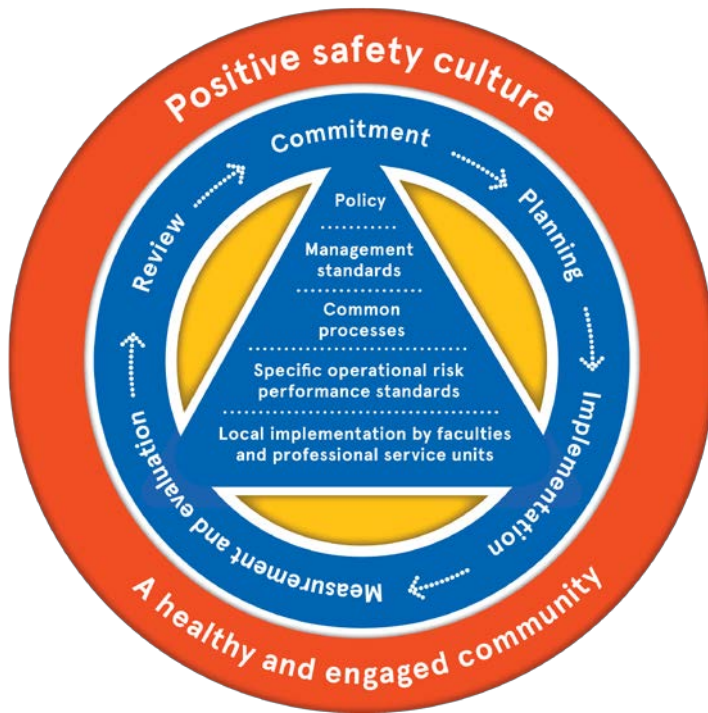 Positive safety culture
Commitment
Planning
Implementation
Measurement and evaluation
Review
Policy
Management
standards
Common
processes
Specific operational risk
performance standards
Local implementation by faculties
and professional service units
A healthy and engaged community